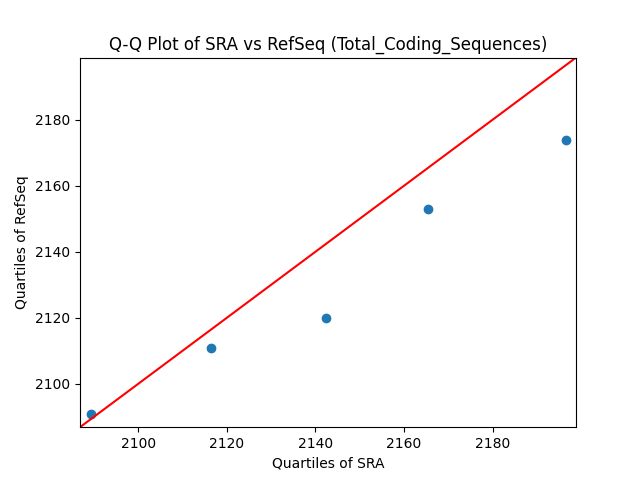 Q-Q Plot of SRA vs RefSeq (Total_Coding_Sequences)
2180
2160
2140
2120
2100
Quartiles of RefSeq
2100 2120 2140 2160 2180
Quartiles of SRA